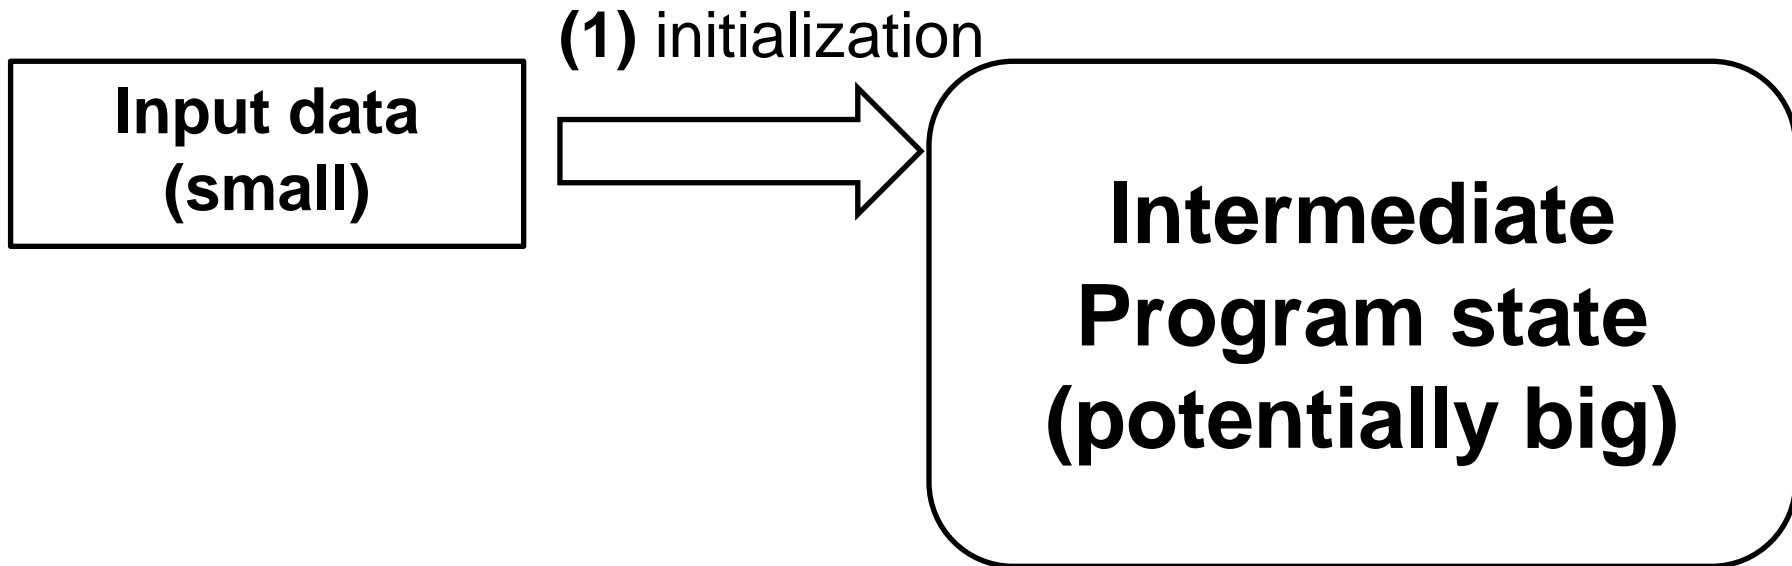 (1) initialization
Input data
(small)
Intermediate
Program state
(potentially big)